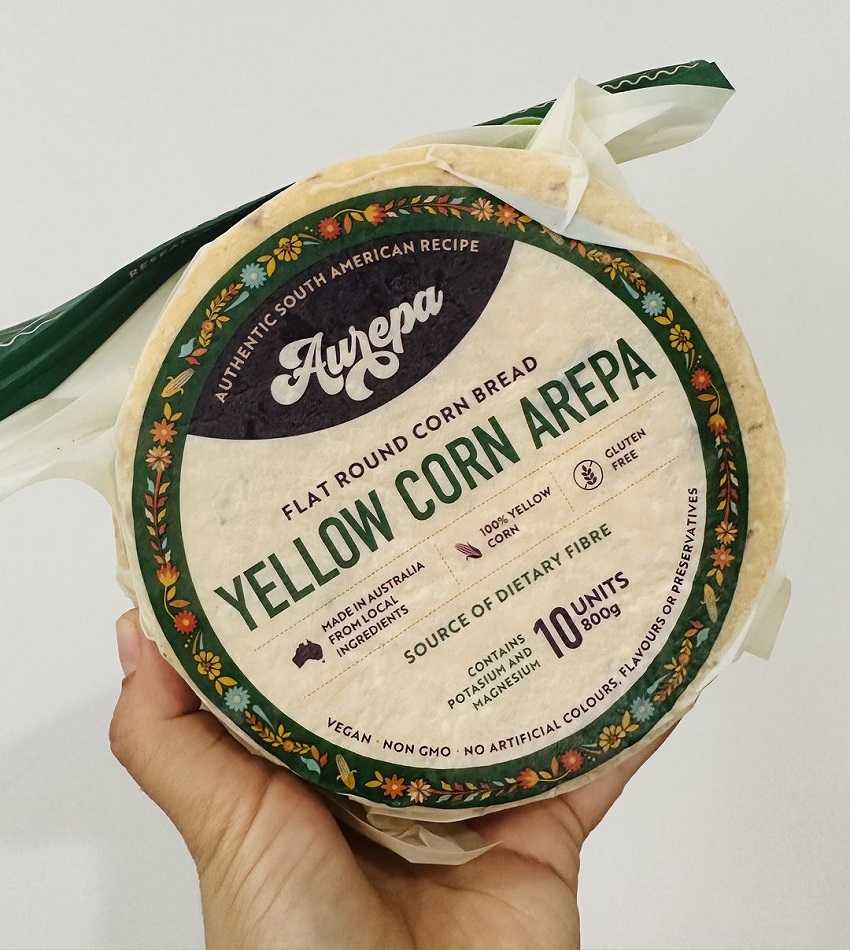 RESEAL
AUTHENTIC SOUTH AMERICAN RECIPE
Aurepa
FLAT ROUND CORN BREAD
YELLOW CORN AREPA
MADE IN AUSTRALIA
FROM LOCAL
INGREDIENTS
100% YELLOW
CORN
GLUTEN
FREE
SOURCE OF DIETARY FIBRE
CONTAINS
POTASIUM AND
MAGNESIUM
10 UNITS
800g
VEGAN · NON GMO · NO ARTIFICIAL COLOURS, FLAVOURS OR PRESERVATIVES